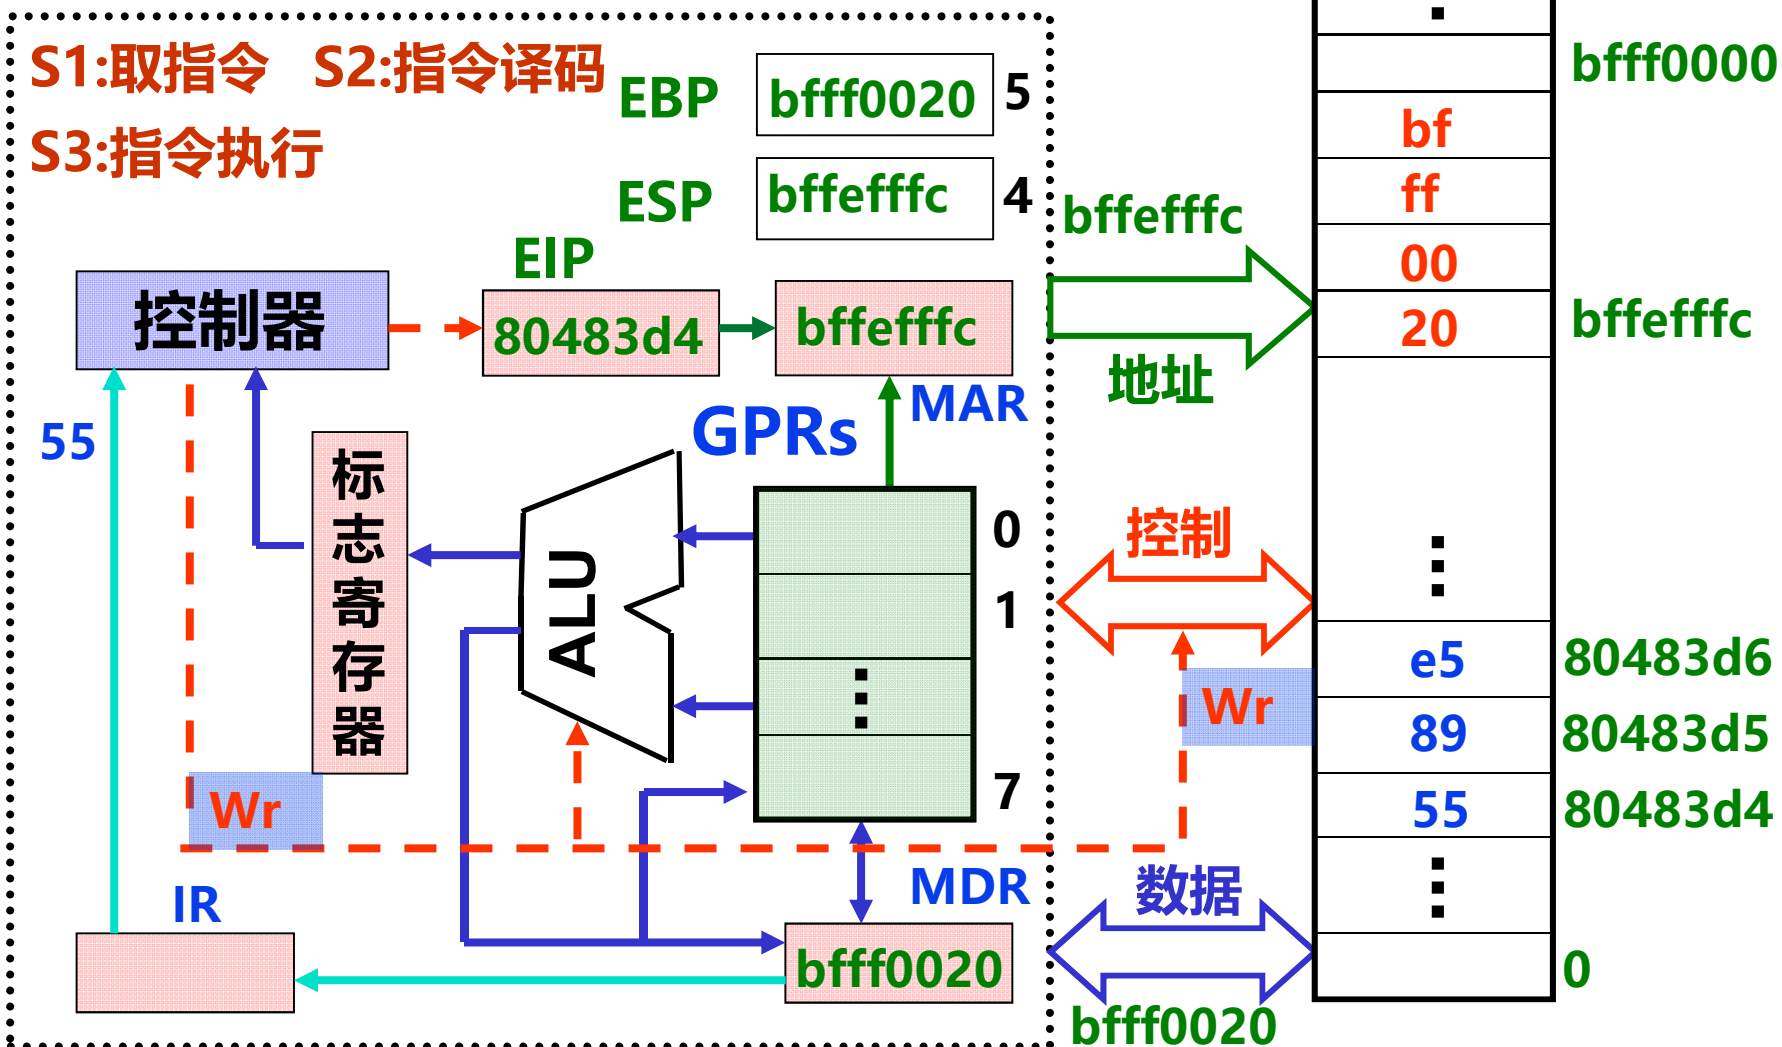 S1:取指令 S2:指令译码
S3:指令执行
EBP
bfff0020
5
ESP
bffefffc
4
EIP
控制器
80483d4
bffefffc
MAR
GPRs
55
标志寄存器
ALU
0
1
7
Wr
IR
MDR
bfff0020
bffefffc
地址
控制
Wr
数据
bfff0020
bfff0000
bf
ff
00
20
bffefffc
e5
80483d6
89
80483d5
55
80483d4
0